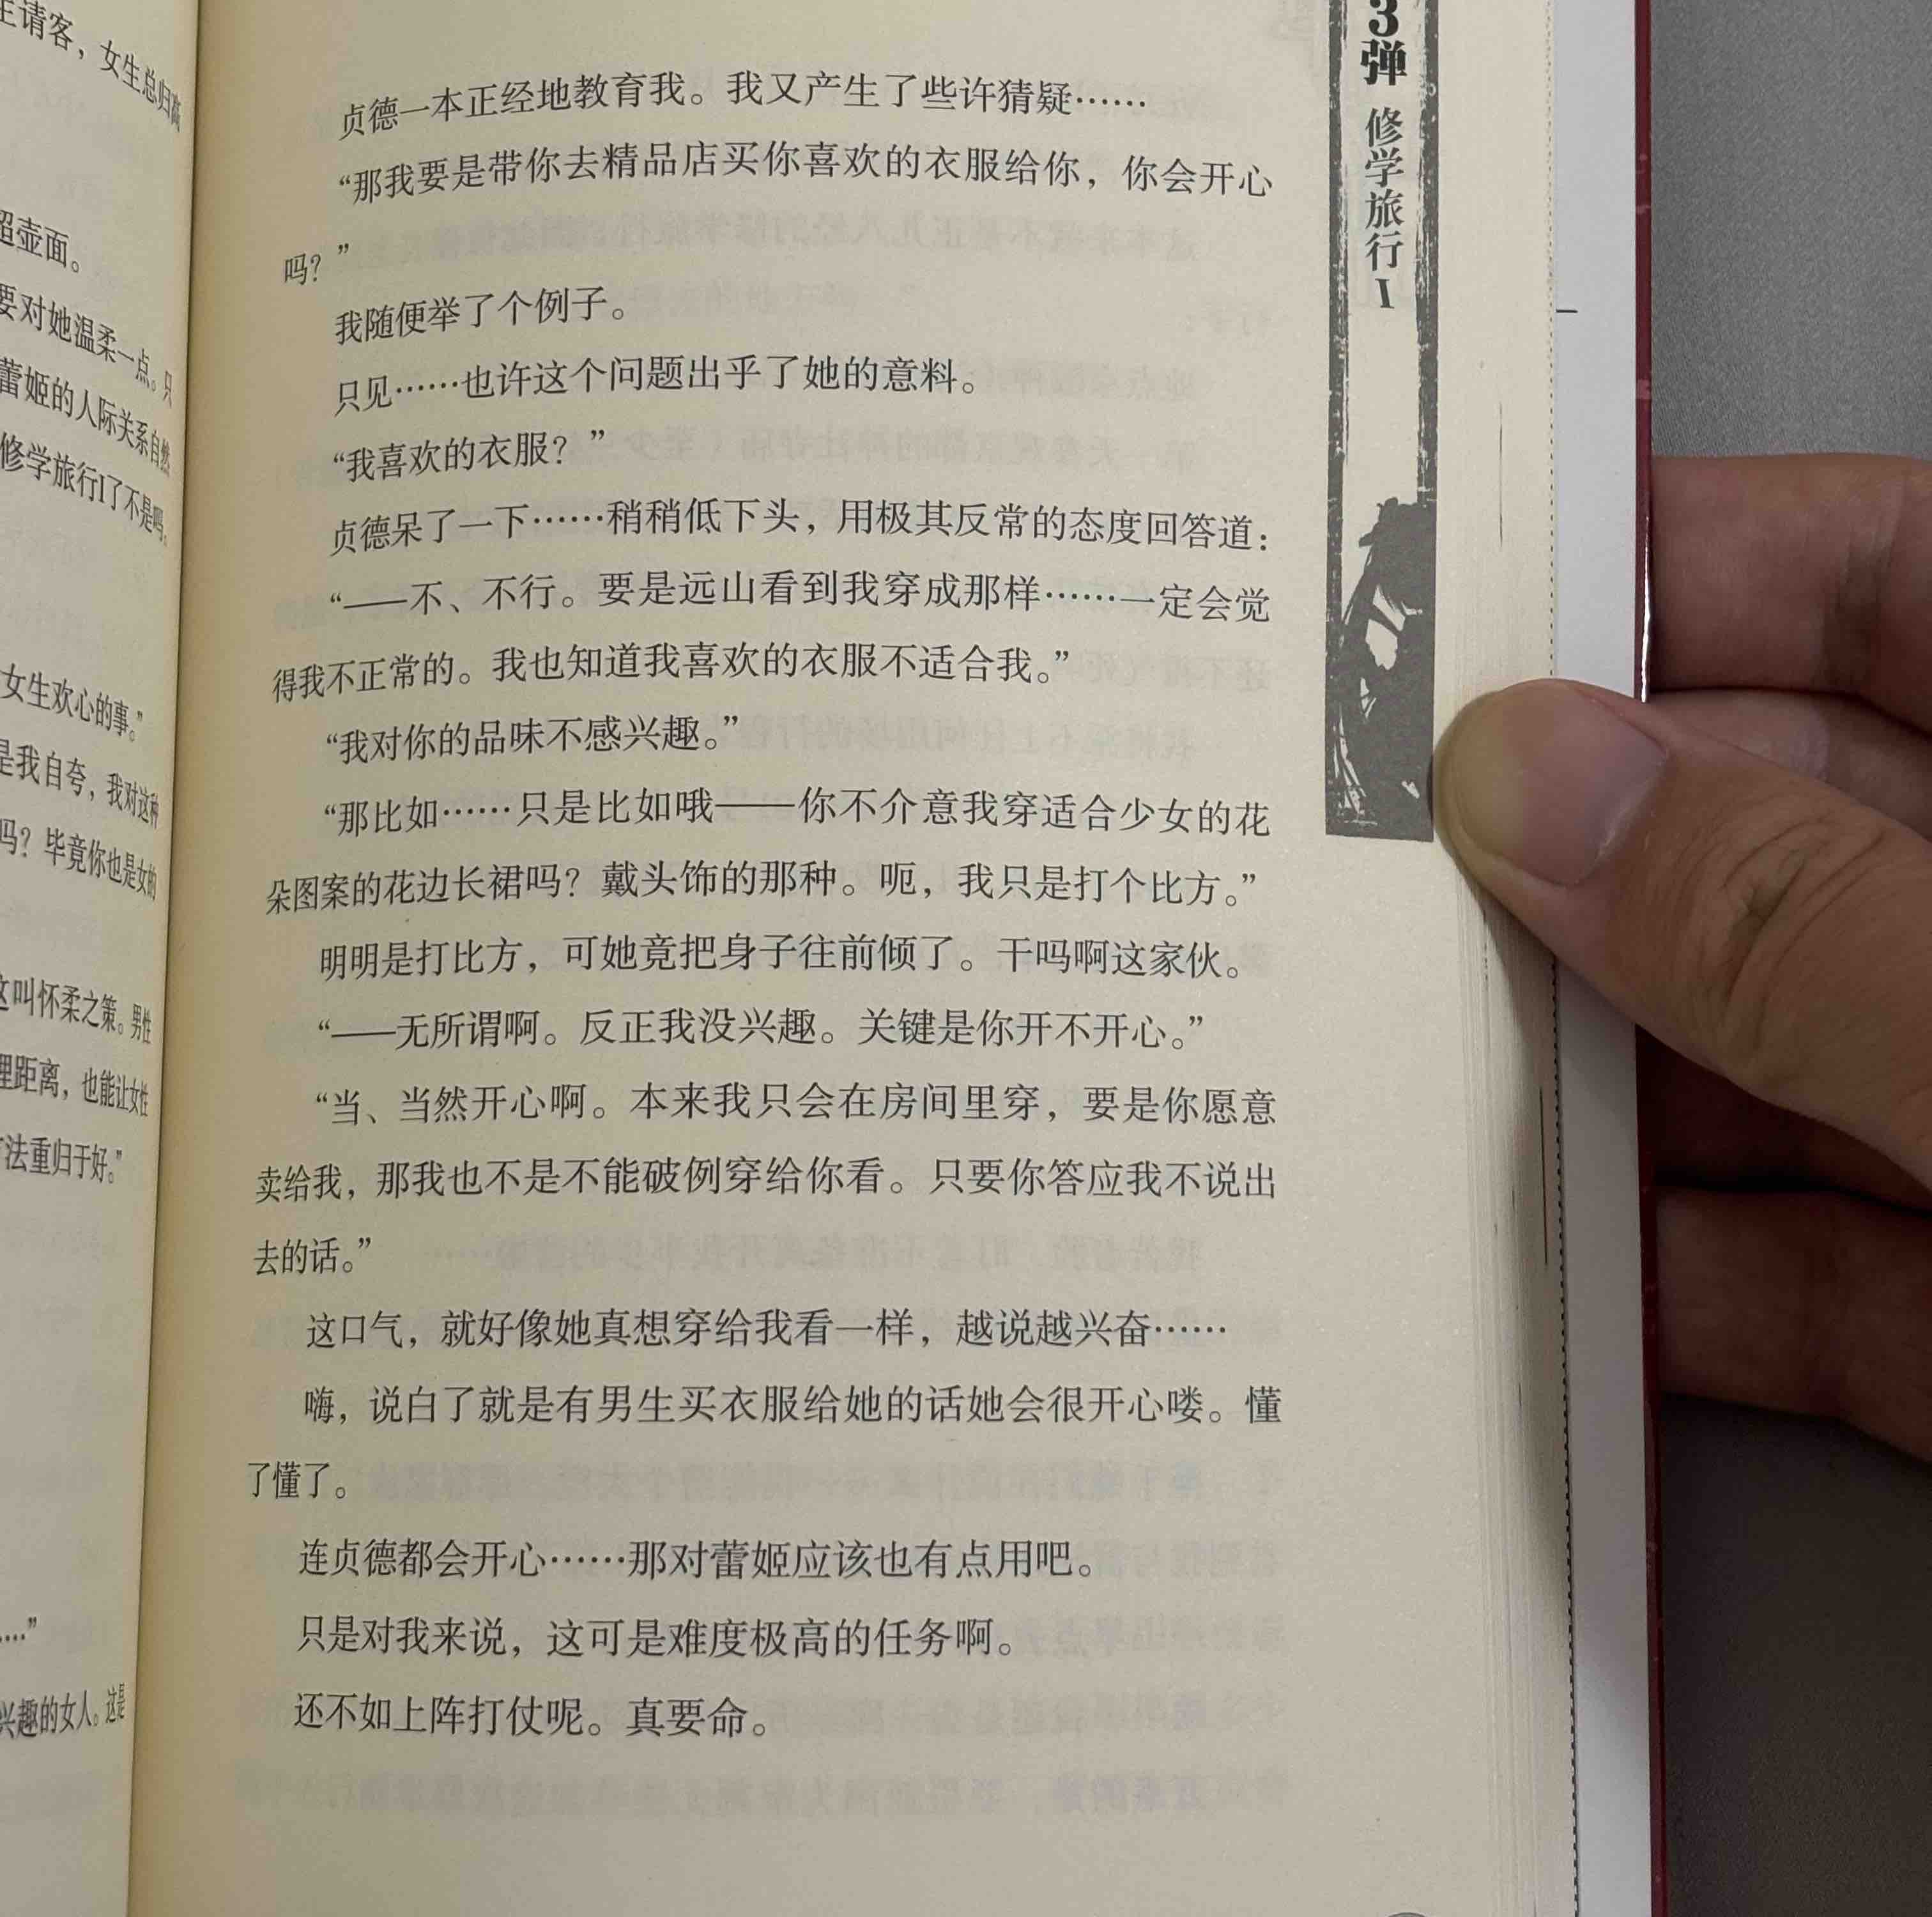 主请客，女生总归高
超壶面。
要对她温柔一点。只
蕾姬的人际关系自然
修学旅行I了不是吗。
女生欢心的事。”
是我自夸，我对这种
吗？毕竟你也是女的
这叫怀柔之策。男性
理距离，也能让女性
方法重归于好。”
……”
兴趣的女人。这是
贞德一本正经地教育我。我又产生了些许猜疑……
“那我要是带你去精品店买你喜欢的衣服给你，你会开心
吗？”
我随便举了个例子。
只见……也许这个问题出乎了她的意料。
“我喜欢的衣服？”
贞德呆了一下……稍稍低下头，用极其反常的态度回答道：
“——不、不行。要是远山看到我穿成那样……一定会觉
得我不正常的。我也知道我喜欢的衣服不适合我。”
“我对你的品味不感兴趣。”
“那比如……只是比如哦——你不介意我穿适合少女的花
朵图案的花边长裙吗？戴头饰的那种。呃，我只是打个比方。”
明明是打比方，可她竟把身子往前倾了。干吗啊这家伙。
“——无所谓啊。反正我没兴趣。关键是你开不开心。”
“当、当然开心啊。本来我只会在房间里穿，要是你愿意
卖给我，那我也不是不能破例穿给你看。只要你答应我不说出
去的话。”
这口气，就好像她真想穿给我看一样，越说越兴奋……
嗨，说白了就是有男生买衣服给她的话她会很开心喽。懂
了懂了。
连贞德都会开心……那对蕾姬应该也有点用吧。
只是对我来说，这可是难度极高的任务啊。
还不如上阵打仗呢。真要命。
3弹 修学旅行I